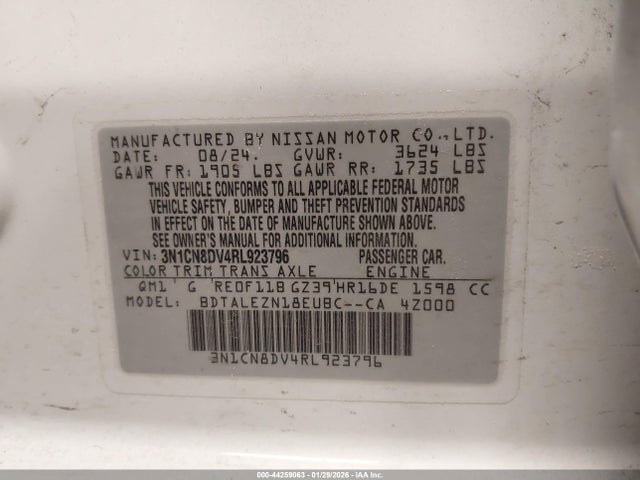 MANUFACTURED BY NISSAN MOTOR CO.,LTD.
DATE: 08/24. GVWR: 3624 LBS
GAWR FR: 1905 LBS GAWR RR: 1735 LBS
THIS VEHICLE CONFORMS TO ALL APPLICABLE FEDERAL MOTOR
VEHICLE SAFETY, BUMPER AND THEFT PREVENTION STANDARDS
IN EFFECT ON THE DATE OF MANUFACTURE SHOWN ABOVE.
SEE OWNER'S MANUAL FOR ADDITIONAL INFORMATION.
VIN: 3N1CN8DV4RL923796 PASSENGER CAR.
COLOR TRIM TRANS AXLE ENGINE
QM1 G RE0F11B GZ39 HR16DE 1598 CC
MODEL: BDTALEZN18EUBC--CA 4Z000
3N1CN8DV4RL923796
000-44259063 | 01/29/2026 - IAA Inc.